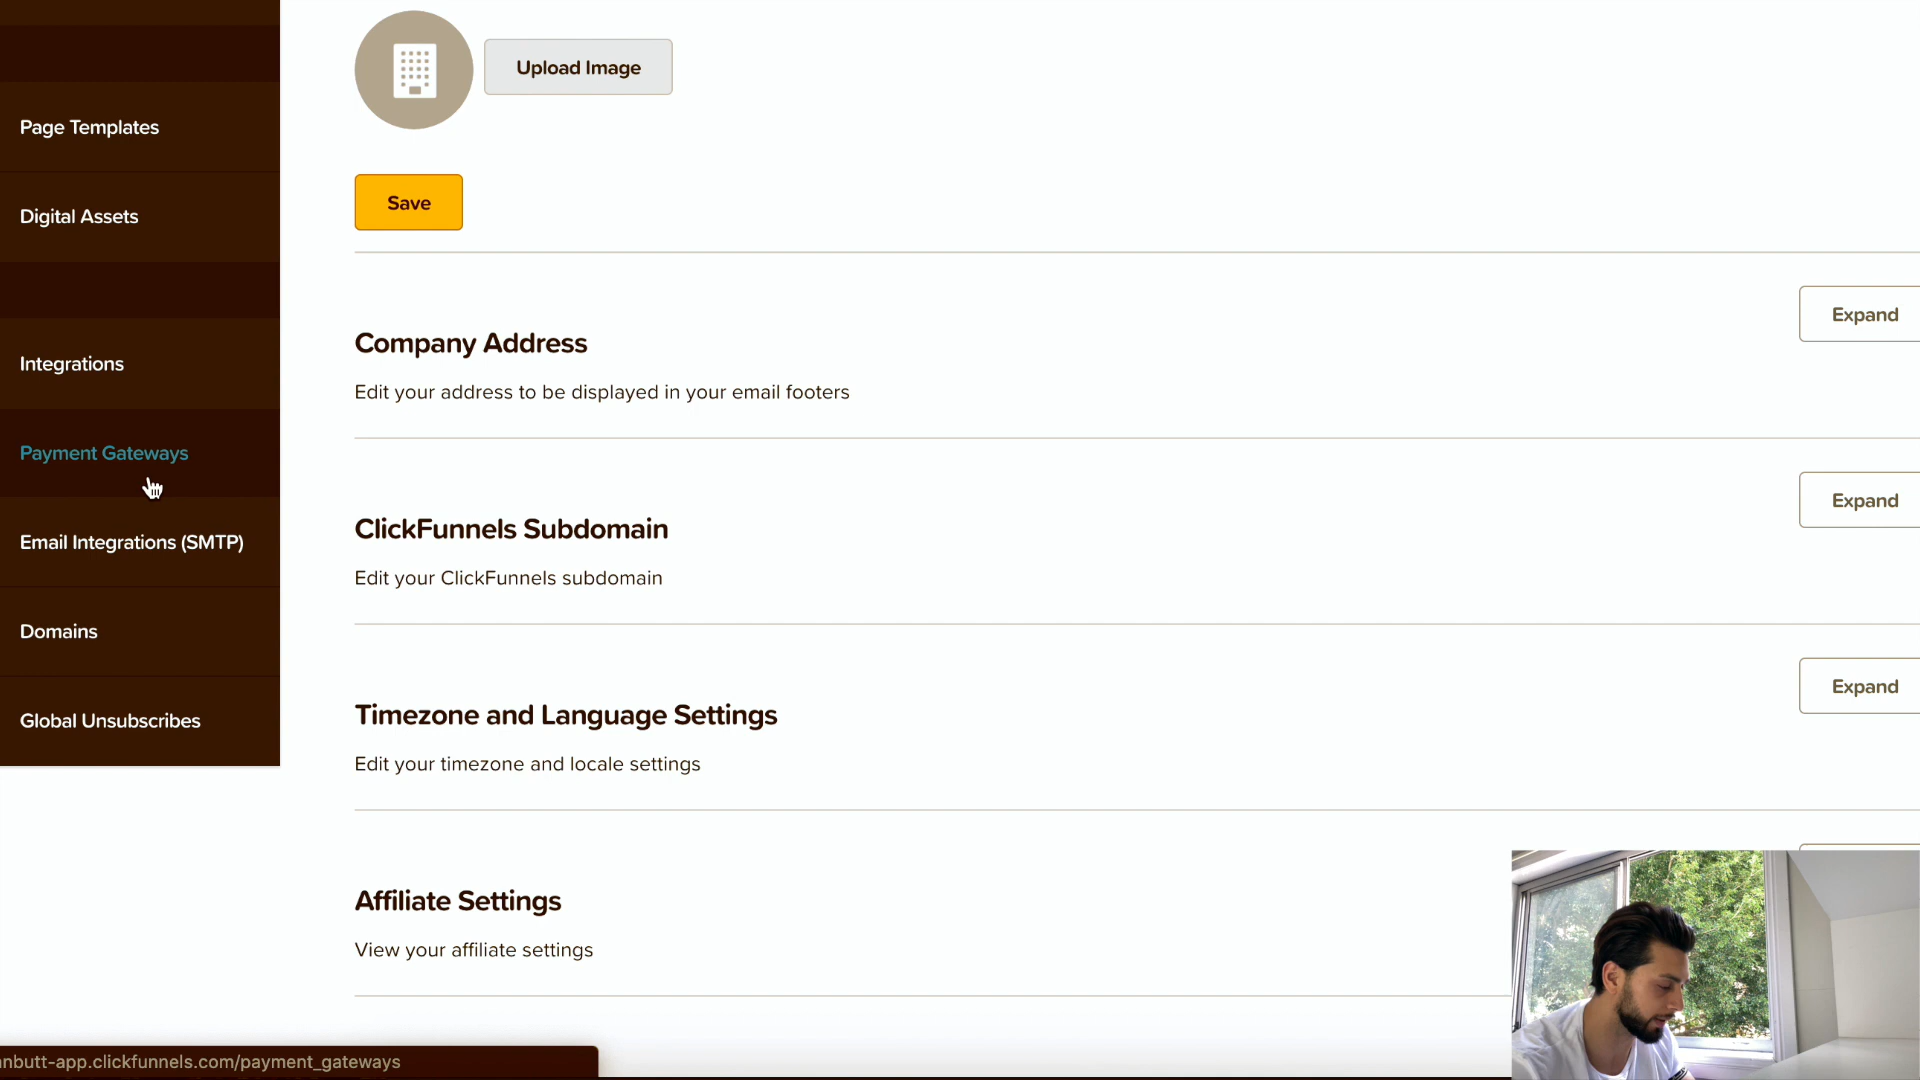 Upload Image
Page Templates
Save
Digital Assets
Expand
Company Address
Integrations
Edit your address to be displayed in your email footers
Payment Gateways
Expand
ClickFunnels Subdomain
Email Integrations (SMTP)
Edit your ClickFunnels subdomain
Domains
Expand
Timezone and Language Settings
Global Unsubscribes
Edit your timezone and locale settings
Affiliate Settings
View your affiliate settings
nbutt-app.clickfunnels.com/payment_gateways